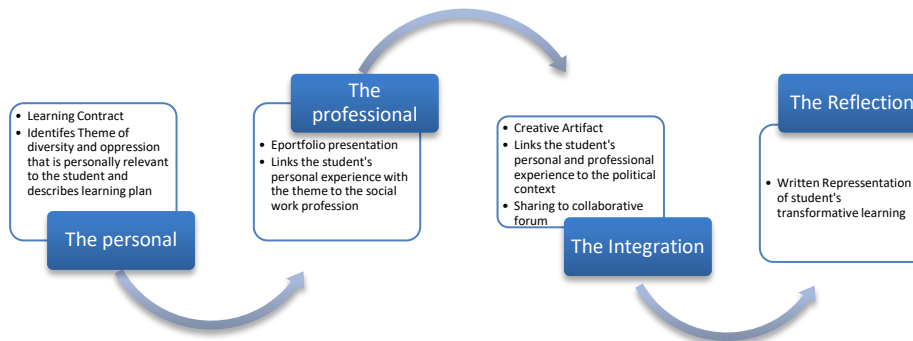 • Learning Contract
• Identifes Theme of
diversity and oppression
that is personally relevant
to the student and
describes learning plan
The personal
The
professional
• Eportfolio presentation
• Links the student's
personal experience with
the theme to the social
work profession
• Creative Artifact
• Links the student's
personal and professional
experience to the political
context
• Sharing to collaborative
forum
The Integration
The Reflection
• Written Representation
of student's
transformative learning